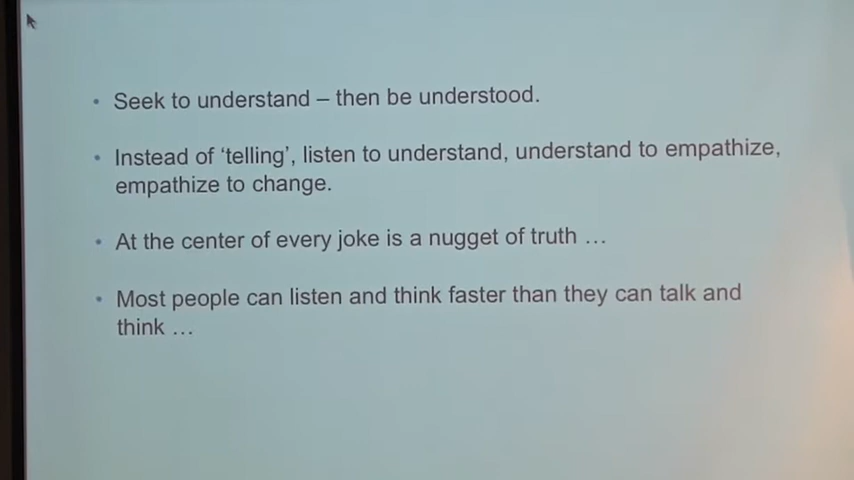 • Seek to understand – then be understood.
• Instead of ‘telling’, listen to understand, understand to empathize,
empathize to change.
• At the center of every joke is a nugget of truth …
• Most people can listen and think faster than they can talk and
think …